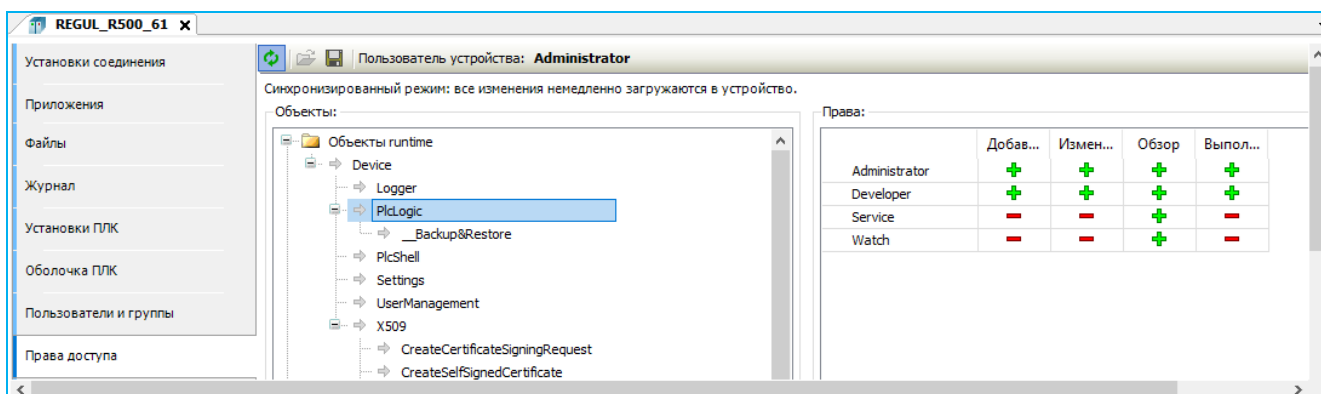 REGUL_R500_61 X
Установки соединения
Приложения
Файлы
Журнал
Установки ПЛК
Оболочка ПЛК
Пользователи и группы
Права доступа
Пользователь устройства: Administrator
Синхронизированный режим: все изменения немедленно загружаются в устройство.
Объекты:
Объекты runtime
Device
Logger
PlcLogic
__Backup&Restore
PlcShell
Settings
UserManagement
X509
CreateCertificateSigningRequest
CreateSelfSignedCertificate
Права:
Добав... Измен... Обзор Выпол...
Administrator
Developer
Service
Watch